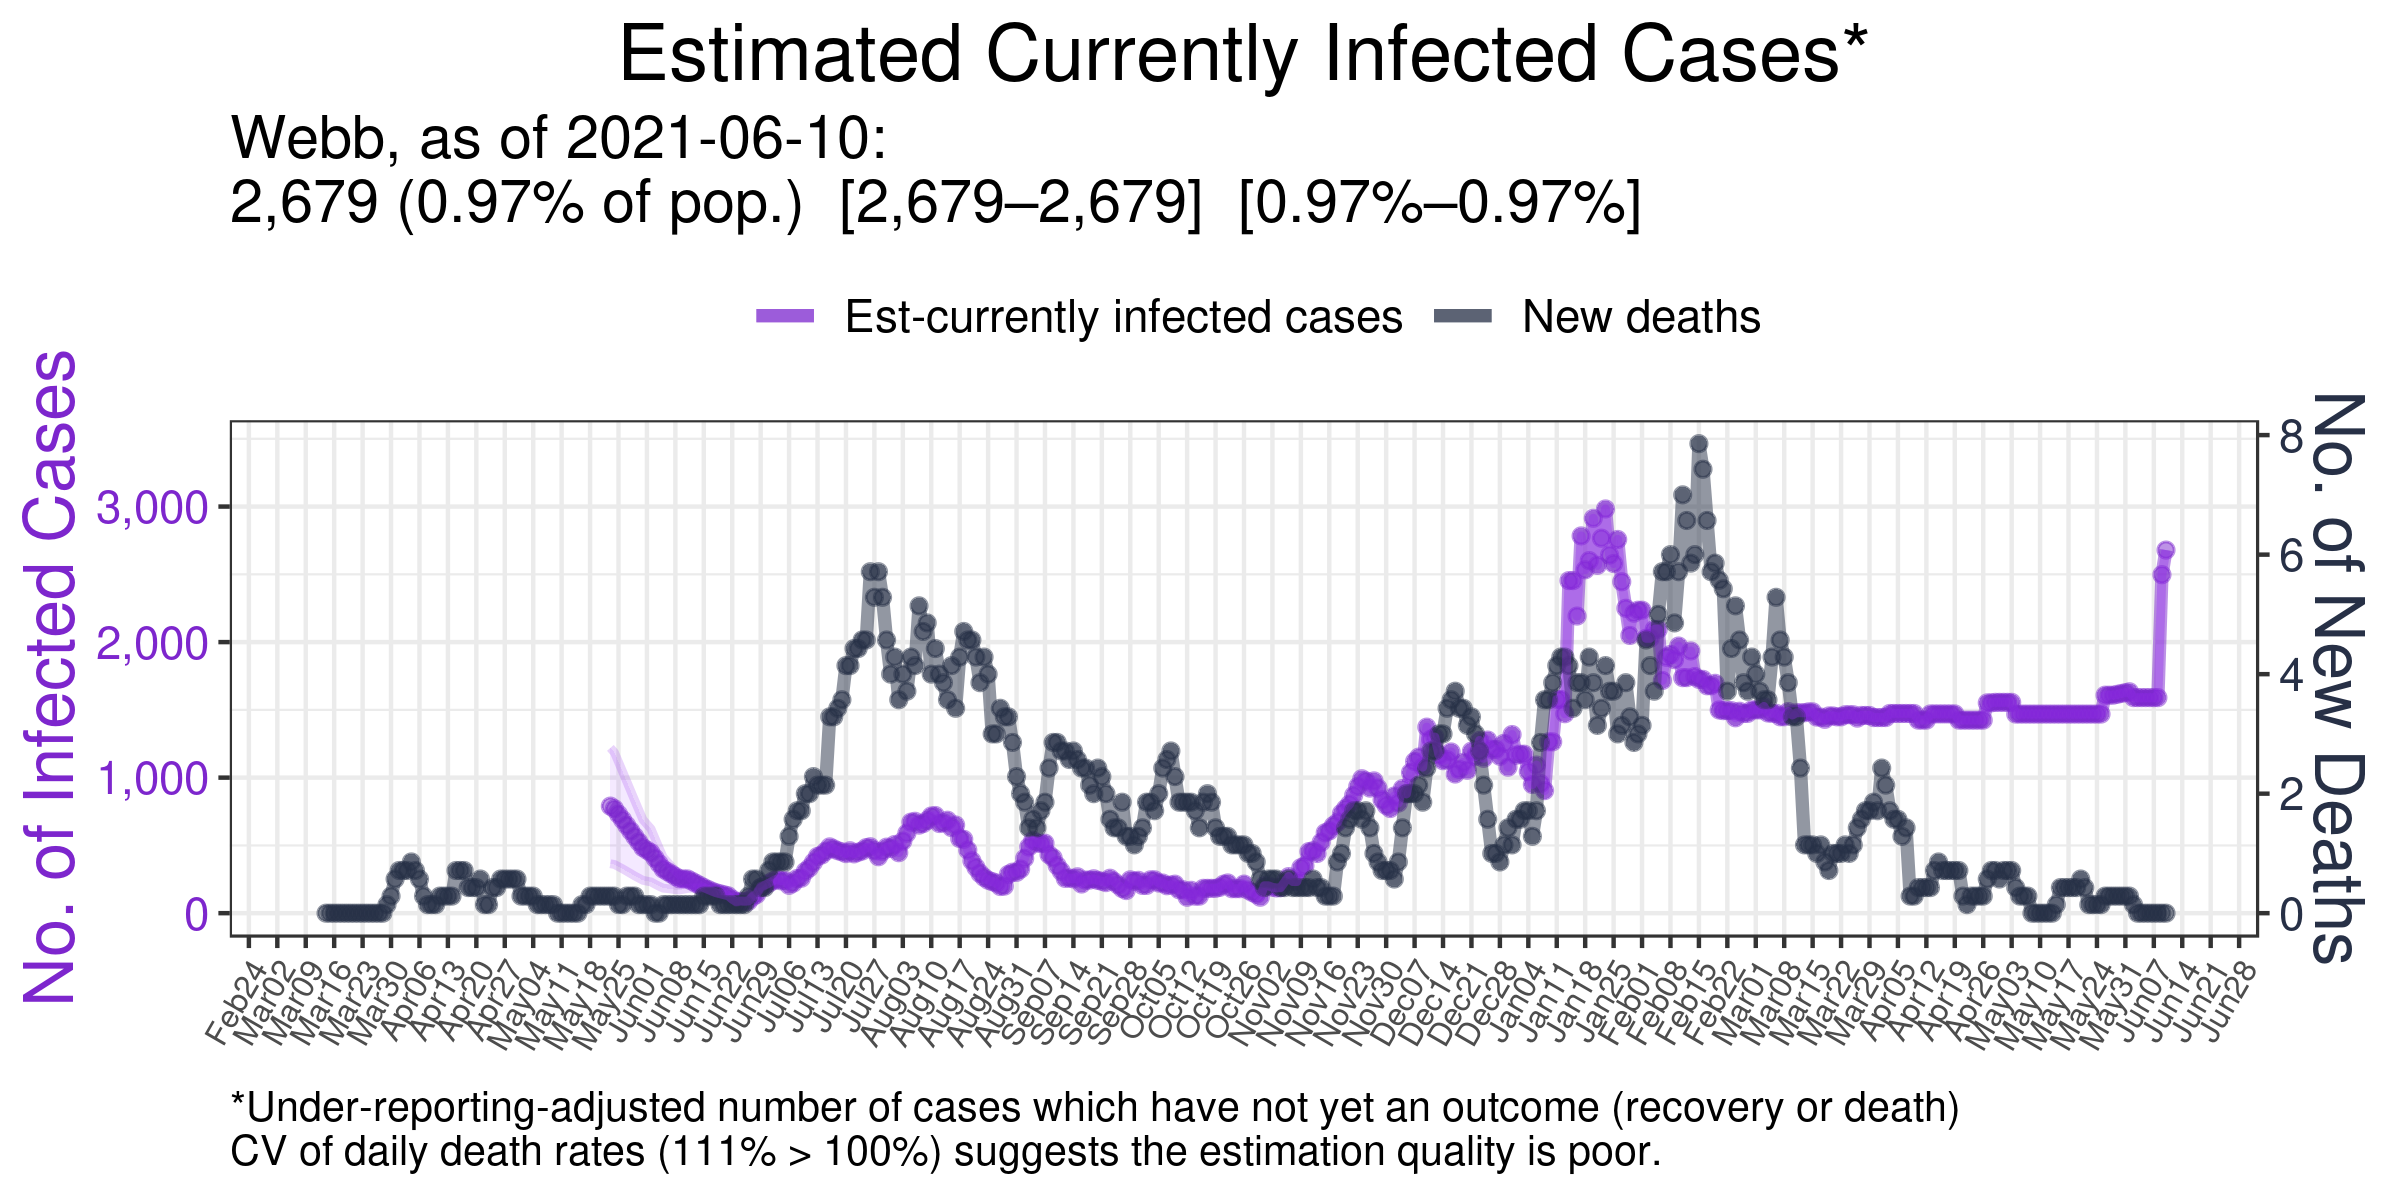 Estimated Currently Infected Cases*
Webb, as of 2021-06-10:
2,679 (0.97% of pop.)  [2,679–2,679]  [0.97%–0.97%]
Est-currently infected cases
New deaths
No. of Infected Cases
3,000
2,000
1,000
0
No. of New Deaths
8
6
4
2
0
Feb24
Mar02
Mar09
Mar16
Mar23
Mar30
Apr06
Apr13
Apr20
Apr27
May04
May11
May18
May25
Jun01
Jun08
Jun15
Jun22
Jun29
Jul06
Jul13
Jul20
Jul27
Aug03
Aug10
Aug17
Aug24
Aug31
Sep07
Sep14
Sep21
Sep28
Oct05
Oct12
Oct19
Oct26
Nov02
Nov09
Nov16
Nov23
Nov30
Dec07
Dec14
Dec21
Dec28
Jan04
Jan11
Jan18
Jan25
Feb01
Feb08
Feb15
Feb22
Mar01
Mar08
Mar15
Mar22
Mar29
Apr05
Apr12
Apr19
Apr26
May03
May10
May17
May24
May31
Jun07
Jun14
Jun21
Jun28
*Under-reporting-adjusted number of cases which have not yet an outcome (recovery or death)
CV of daily death rates (111% > 100%) suggests the estimation quality is poor.